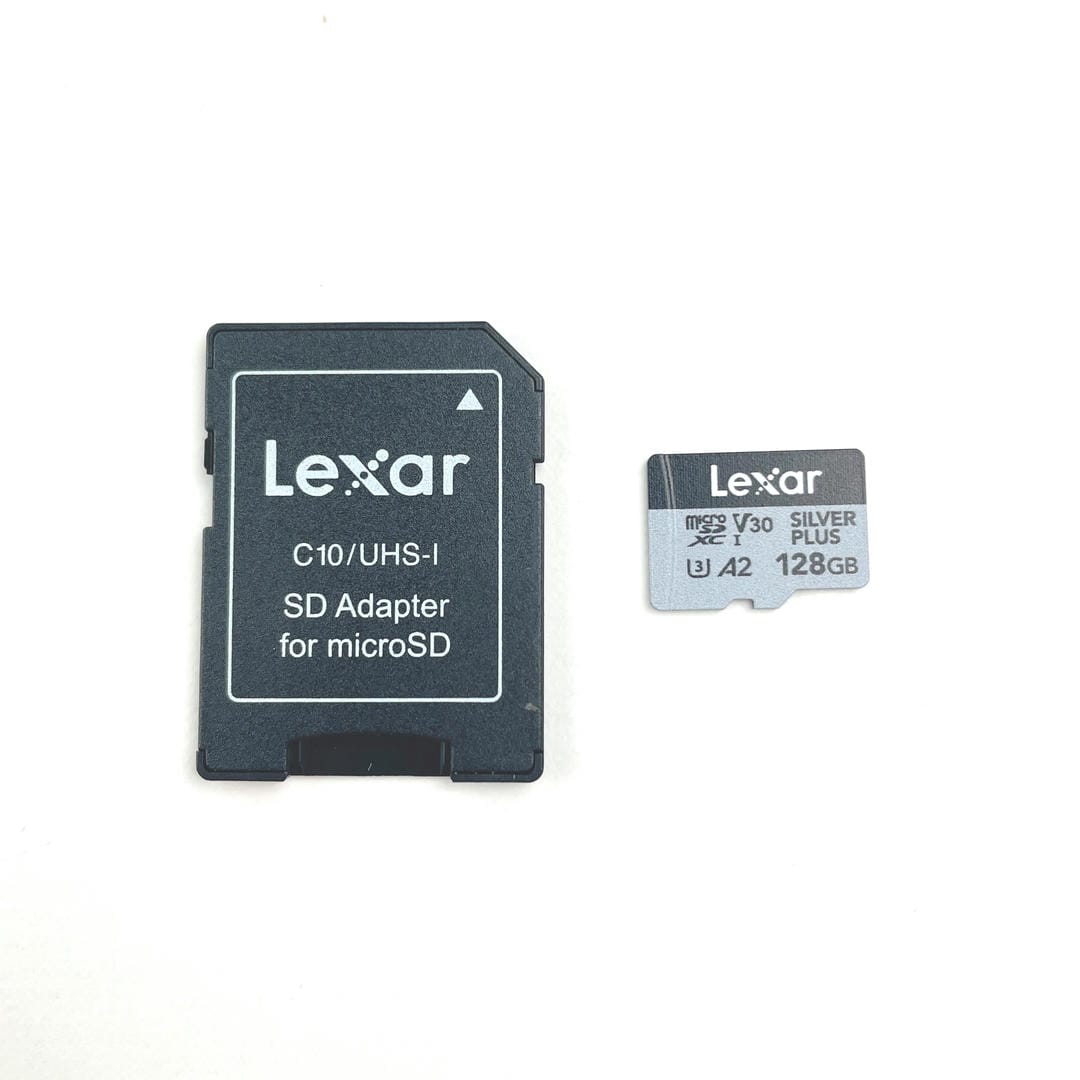 Lexar
C10/UHS-I
SD Adapter
for microSD
Lexar
micro SD XC V30 I SILVER PLUS
U3 A2 128GB